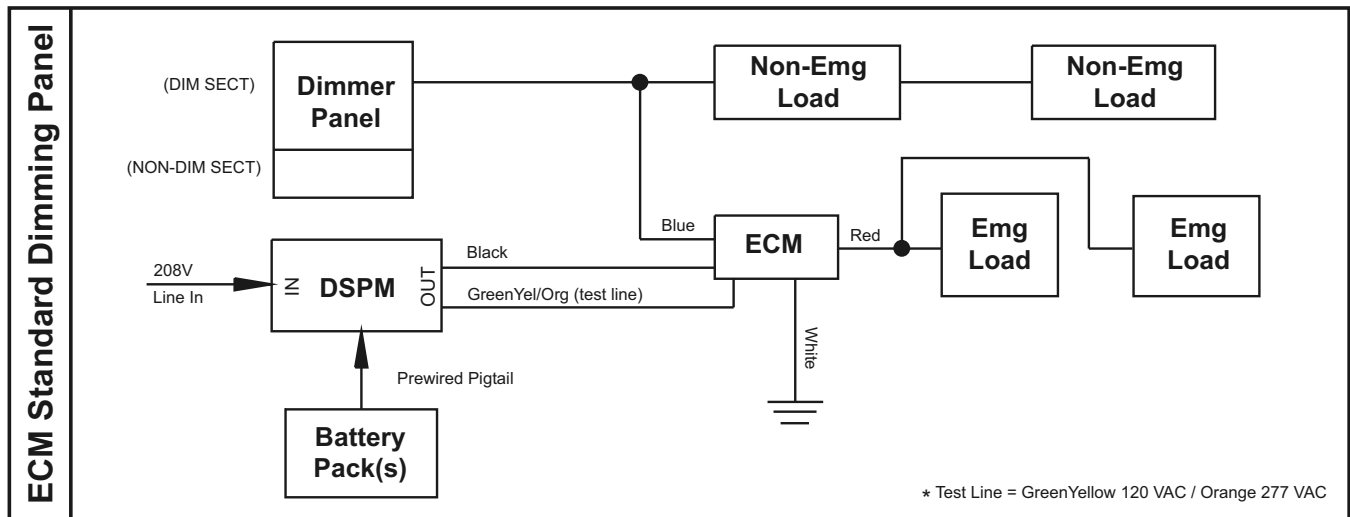 ECM Standard Dimming Panel
(DIM SECT)
Dimmer
Panel
(NON-DIM SECT)
Non-Emg
Load
Non-Emg
Load
Blue
ECM
Red
Emg
Load
Emg
Load
208V
Line In
IN
DSPM
OUT
Black
GreenYel/Org (test line)
White
Prewired Pigtail
Battery
Pack(s)
* Test Line = GreenYellow 120 VAC / Orange 277 VAC